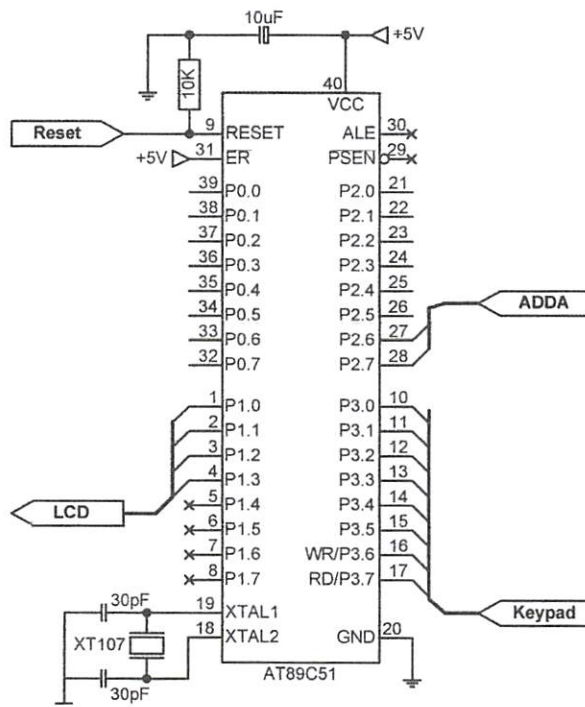 10uF
+5V
40
VCC
10K
Reset
9 RESET
ALE 30
+5V
31 ER
PSEN 29
39 P0.0
P2.0 21
38 P0.1
P2.1 22
37 P0.2
P2.2 23
36 P0.3
P2.3 24
35 P0.4
P2.4 25
34 P0.5
P2.5 26
33 P0.6
P2.6 27
32 P0.7
P2.7 28
ADDA
1 P1.0
P3.0 10
2 P1.1
P3.1 11
3 P1.2
P3.2 12
4 P1.3
P3.3 13
5 P1.4
P3.4 14
6 P1.5
P3.5 15
7 P1.6
WR/P3.6 16
8 P1.7
RD/P3.7 17
LCD
Keypad
30pF
19 XTAL1
XT107
18 XTAL2
GND 20
30pF
AT89C51